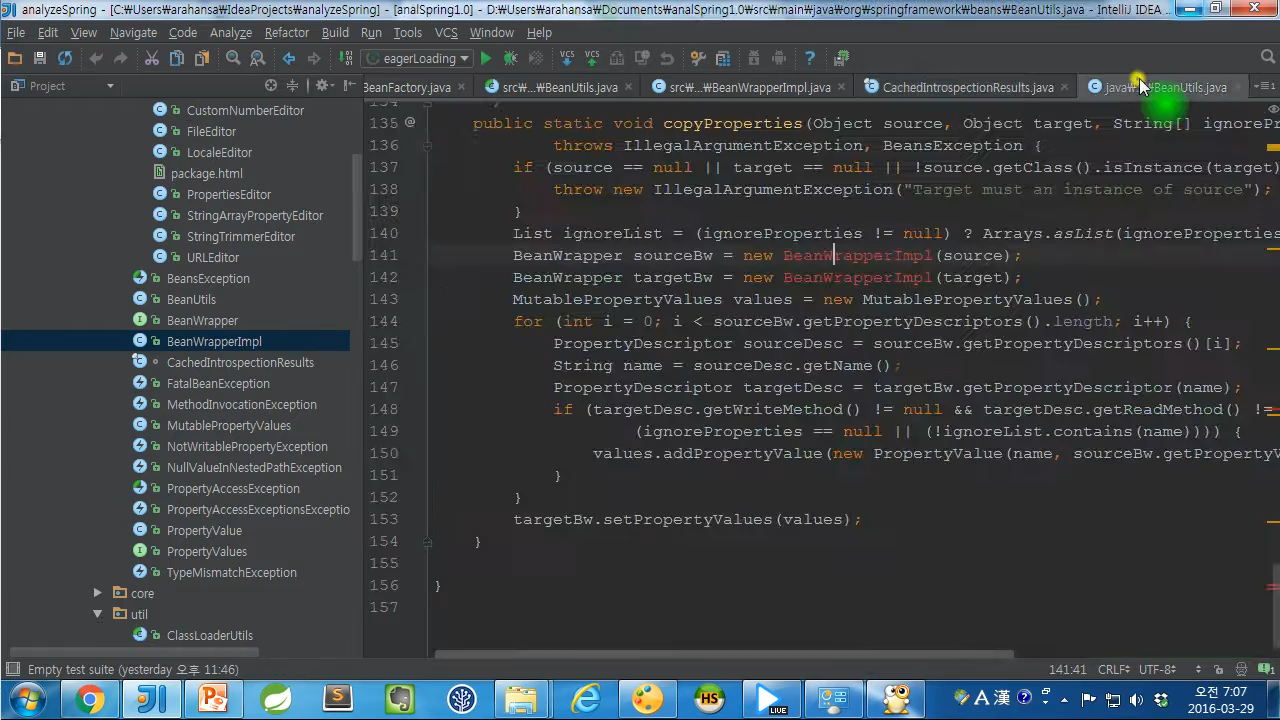 analyzeSpring - [C:\Users\arahansa\IdeaProjects\analyzeSpring] - [analSpring1.0] - D:\Users\arahansa\Documents\analSpring1.0\src\main\java\org\springframework\beans\BeanUtils.java - IntelliJ IDEA ...
File Edit View Navigate Code Analyze Refactor Build Run Tools VCS Window Help
eagerLoading
VCS VCS
Project
BeanFactory.java
src₩...₩BeanUtils.java
src₩...₩BeanWrapperImpl.java
CachedIntrospectionResults.java
₩BeanUtils.java
CustomNumberEditor
FileEditor
LocaleEditor
package.html
PropertiesEditor
StringArrayPropertyEditor
StringTrimmerEditor
URLEditor
BeansException
BeanUtils
BeanWrapper
BeanWrapperImpl
CachedIntrospectionResults
FatalBeanException
MethodInvocationException
MutablePropertyValues
NotWritablePropertyException
NullValueInNestedPathException
PropertyAccessException
PropertyAccessExceptionsExceptio
PropertyValue
PropertyValues
TypeMismatchException
core
util
ClassLoaderUtils
135 @ public static void copyProperties(Object source, Object target, String[] ignorePr
136 throws IllegalArgumentException, BeansException {
137 if (source == null || target == null || !source.getClass().isInstance(target)
138 throw new IllegalArgumentException("Target must an instance of source");
139 }
140 List ignoreList = (ignoreProperties != null) ? Arrays.asList(ignoreProperties
141 BeanWrapper sourceBw = new BeanWrapperImpl(source);
142 BeanWrapper targetBw = new BeanWrapperImpl(target);
143 MutablePropertyValues values = new MutablePropertyValues();
144 for (int i = 0; i < sourceBw.getPropertyDescriptors().length; i++) {
145 PropertyDescriptor sourceDesc = sourceBw.getPropertyDescriptors()[i];
146 String name = sourceDesc.getName();
147 PropertyDescriptor targetDesc = targetBw.getPropertyDescriptor(name);
148 if (targetDesc.getWriteMethod() != null && targetDesc.getReadMethod() !=
149 (ignoreProperties == null || (!ignoreList.contains(name)))) {
150 values.addPropertyValue(new PropertyValue(name, sourceBw.getPropertyV
151 }
152 }
153 targetBw.setPropertyValues(values);
154 }
155
156 }
157
Empty test suite (yesterday 오후 11:46)
141:41 CRLF UTF-8
LIVE
HS
A 漢
오전 7:07
2016-03-29